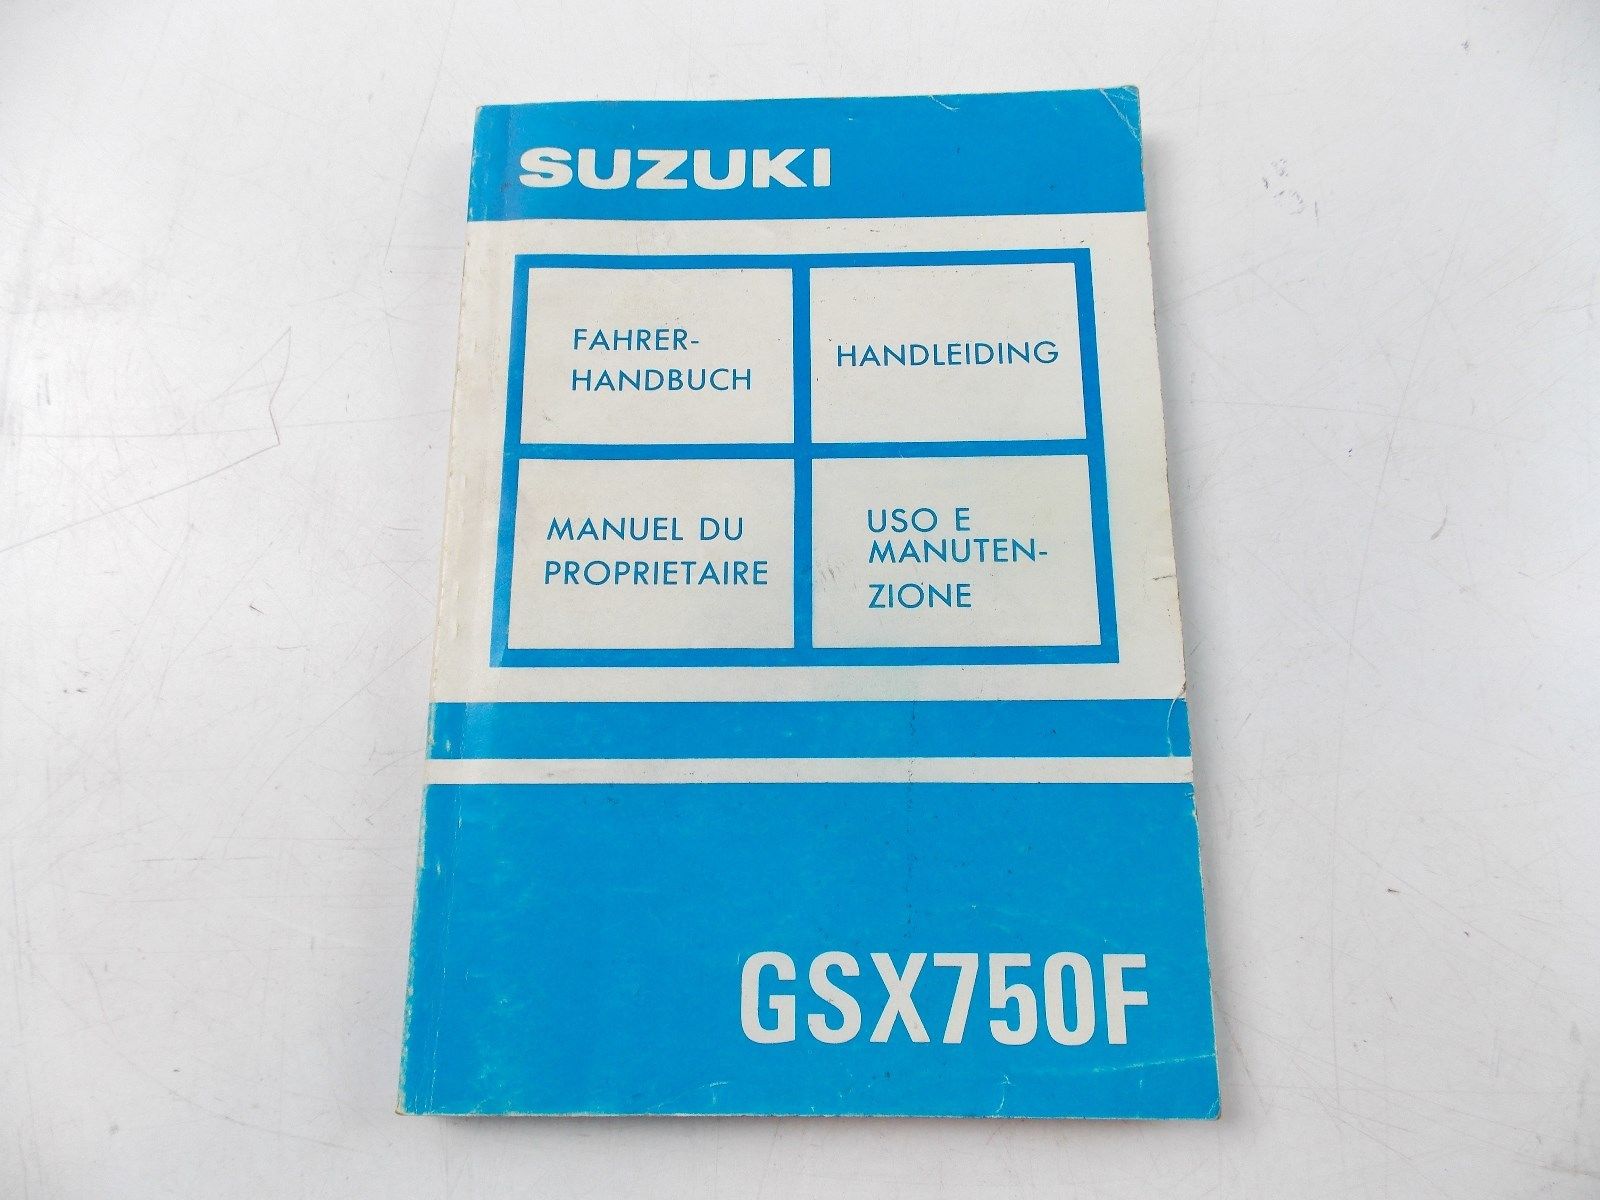 SUZUKI
FAHRER-
HANDBUCH
HANDLEIDING
MANUEL DU
PROPRIETAIRE
USO E
MANUTEN-
ZIONE
GSX750F